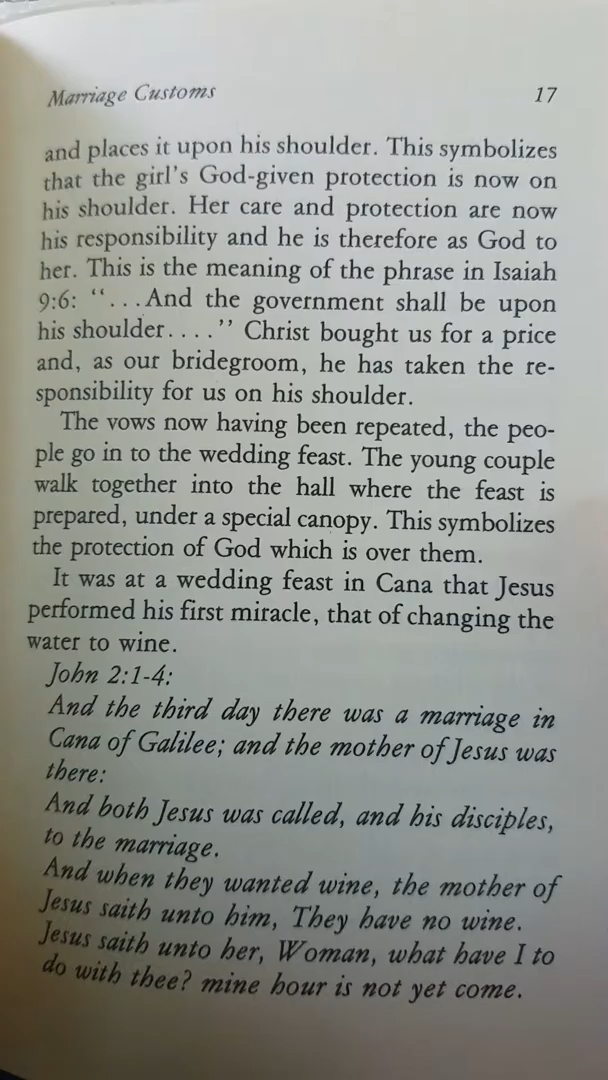 Marriage Customs 17
and places it upon his shoulder. This symbolizes
that the girl's God-given protection is now on
his shoulder. Her care and protection are now
his responsibility and he is therefore as God to
her. This is the meaning of the phrase in Isaiah
9:6: “...And the government shall be upon
his shoulder....” Christ bought us for a price
and, as our bridegroom, he has taken the re-
sponsibility for us on his shoulder.
The vows now having been repeated, the peo-
ple go in to the wedding feast. The young couple
walk together into the hall where the feast is
prepared, under a special canopy. This symbolizes
the protection of God which is over them.
It was at a wedding feast in Cana that Jesus
performed his first miracle, that of changing the
water to wine.
John 2:1-4:
And the third day there was a marriage in
Cana of Galilee; and the mother of Jesus was
there:
And both Jesus was called, and his disciples,
to the marriage.
And when they wanted wine, the mother of
Jesus saith unto him, They have no wine.
Jesus saith unto her, Woman, what have I to
do with thee? mine hour is not yet come.